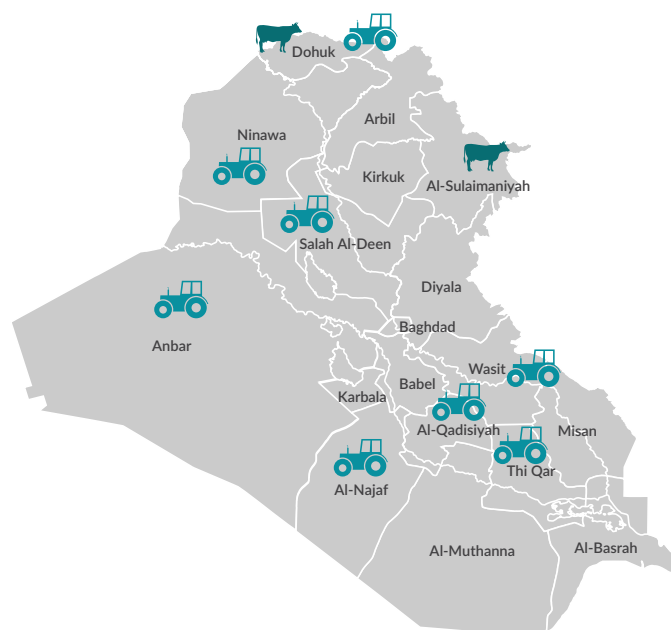 Dohuk
Arbil
Ninawa
Kirkuk
Al-Sulaimaniyah
Salah Al-Deen
Diyala
Baghdad
Anbar
Wasit
Babel
Karbala
Al-Qadisiyah
Misan
Thi Qar
Al-Najaf
Al-Muthanna
Al-Basrah